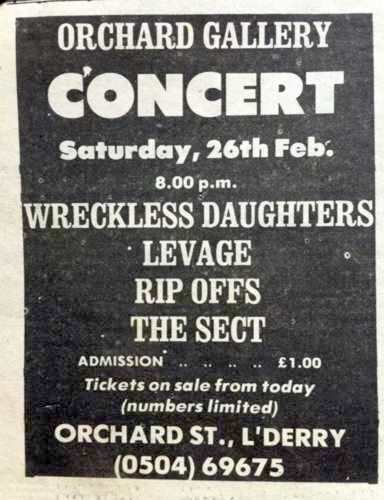 ORCHARD GALLERY
CONCERT
Saturday, 26th Feb.
8.00 p.m.
WRECKLESS DAUGHTERS
LEVAGE
RIP OFFS
THE SECT
ADMISSION .. .. .. .. £1.00
Tickets on sale from today
(numbers limited)
ORCHARD ST., L'DERRY
(0504) 69675